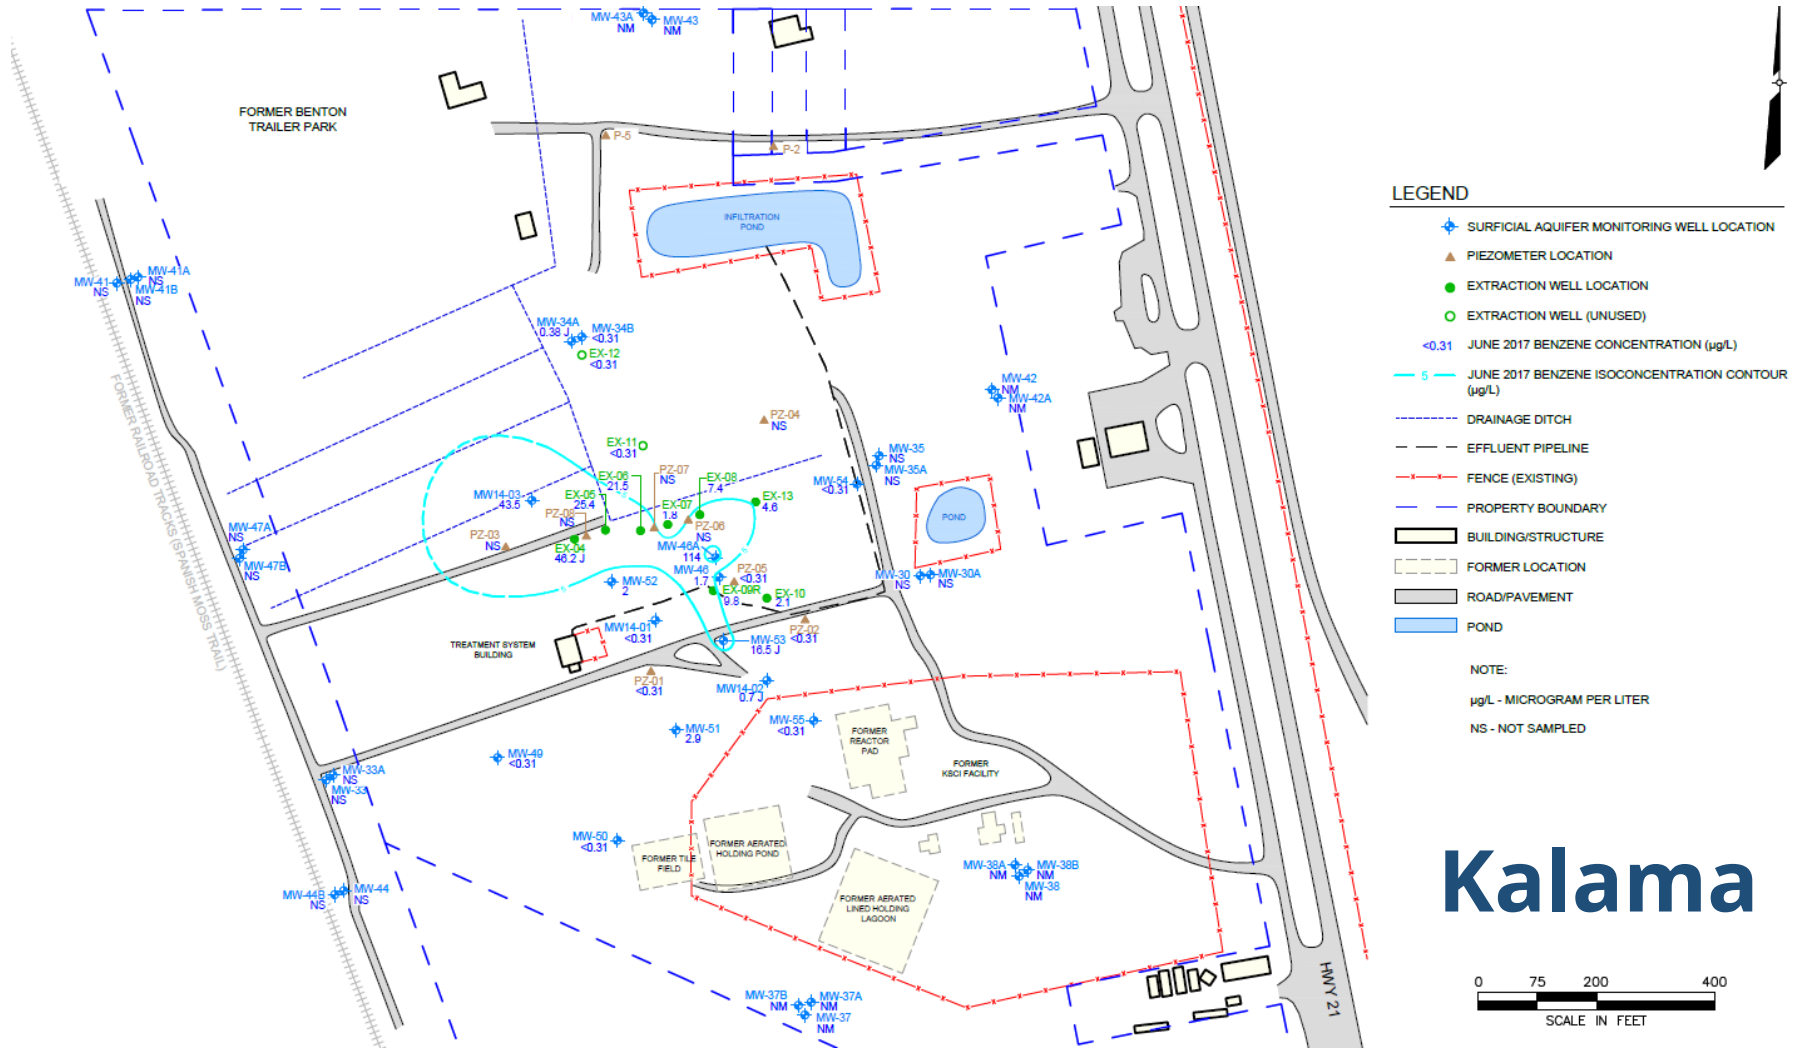 MW-43A
NM
MW-43
NM
FORMER BENTON
TRAILER PARK
P-5
P-2
INFILTRATION
POND
MW-41
NS
MW-41A
NS
MW-41B
NS
MW-34A
0.38 J
MW-34B
<0.31
EX-12
<0.31
MW-42
NM
MW-42A
NM
PZ-04
NS
EX-11
<0.31
MW-35
NS
MW-35A
NS
MW-54
<0.31
PZ-07
NS
EX-06
21.5
EX-08
7.4
EX-05
25.4
EX-13
4.6
MW14-03
43.5
EX-07
1.8
PZ-08
NS
PZ-06
NS
POND
PZ-03
NS
EX-04
46.2 J
MW-46A
114
MW-47A
NS
MW-47B
NS
MW-46
1.7
PZ-05
<0.31
MW-52
2
EX-09R
9.8
EX-10
2.1
MW-30
NS
MW-30A
NS
5
5
5
MW14-01
<0.31
PZ-02
<0.31
MW-53
16.5 J
TREATMENT SYSTEM
BUILDING
PZ-01
<0.31
MW14-02
0.7 J
MW-55
<0.31
MW-51
2.9
MW-49
<0.31
FORMER
REACTOR
PAD
FORMER
KSCI FACILITY
MW-33A
NS
MW-33
NS
MW-50
<0.31
FORMER TILE
FIELD
FORMER AERATED
HOLDING POND
FORMER AERATED
LINED HOLDING
LAGOON
MW-38A
NM
MW-38B
NM
MW-38
NM
MW-44B
NS
MW-44
NS
MW-37B
NM
MW-37A
NM
MW-37
NM
FORMER RAILROAD TRACKS (SPANISH MOSS TRAIL)
HWY 21
LEGEND
SURFICIAL AQUIFER MONITORING WELL LOCATION
PIEZOMETER LOCATION
EXTRACTION WELL LOCATION
EXTRACTION WELL (UNUSED)
<0.31 JUNE 2017 BENZENE CONCENTRATION (µg/L)
5 JUNE 2017 BENZENE ISOCONCENTRATION CONTOUR
(µg/L)
DRAINAGE DITCH
EFFLUENT PIPELINE
FENCE (EXISTING)
PROPERTY BOUNDARY
BUILDING/STRUCTURE
FORMER LOCATION
ROAD/PAVEMENT
POND
NOTE:
µg/L - MICROGRAM PER LITER
NS - NOT SAMPLED
Kalama
0 75 200 400
SCALE IN FEET